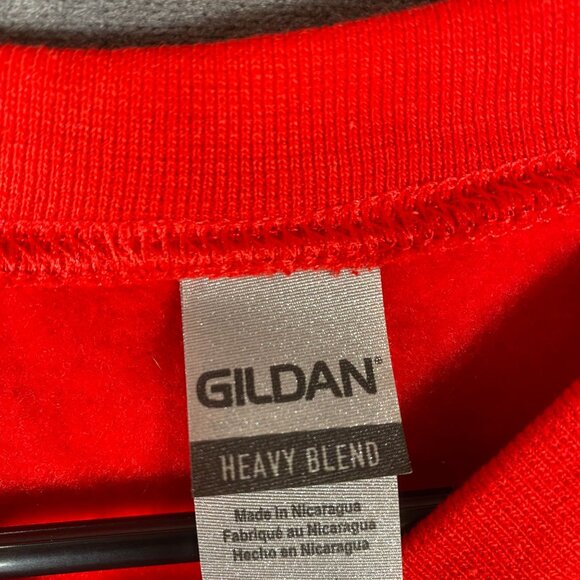 GILDAN®
HEAVY BLEND
Made in Nicaragua
Fabriqué au Nicaragua
Hecho en Nicaragua